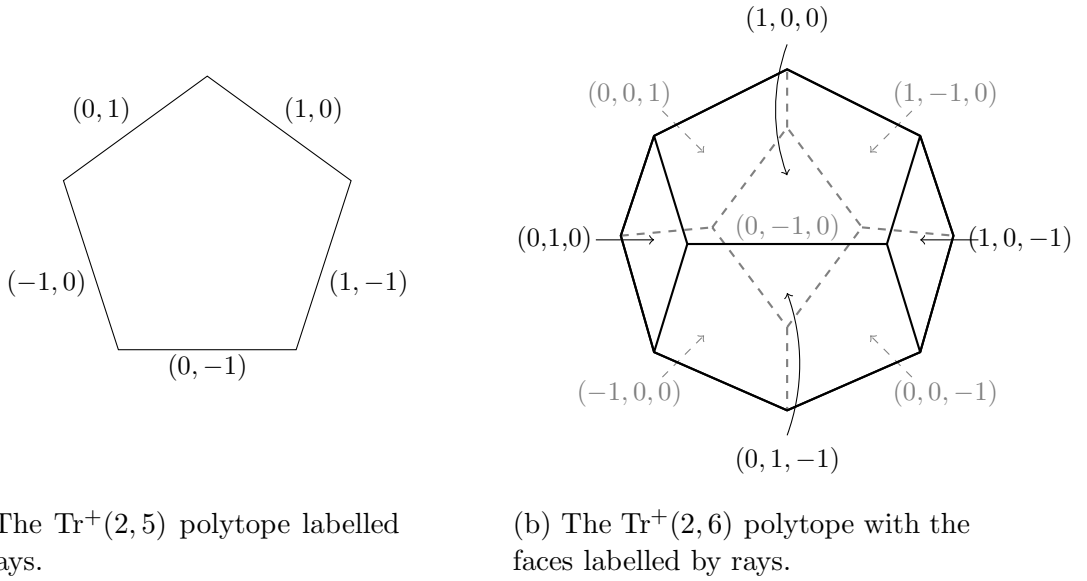 (0, 1)
(1, 0)
(−1, 0)
(1, −1)
(0, −1)
(1, 0, 0)
(0, 0, 1)
(1, −1, 0)
(0,1,0)
(0, −1, 0)
(1, 0, −1)
(−1, 0, 0)
(0, 0, −1)
(0, 1, −1)
The Tr⁺(2, 5) polytope labelled
ays.
(b) The Tr⁺(2, 6) polytope with the
faces labelled by rays.